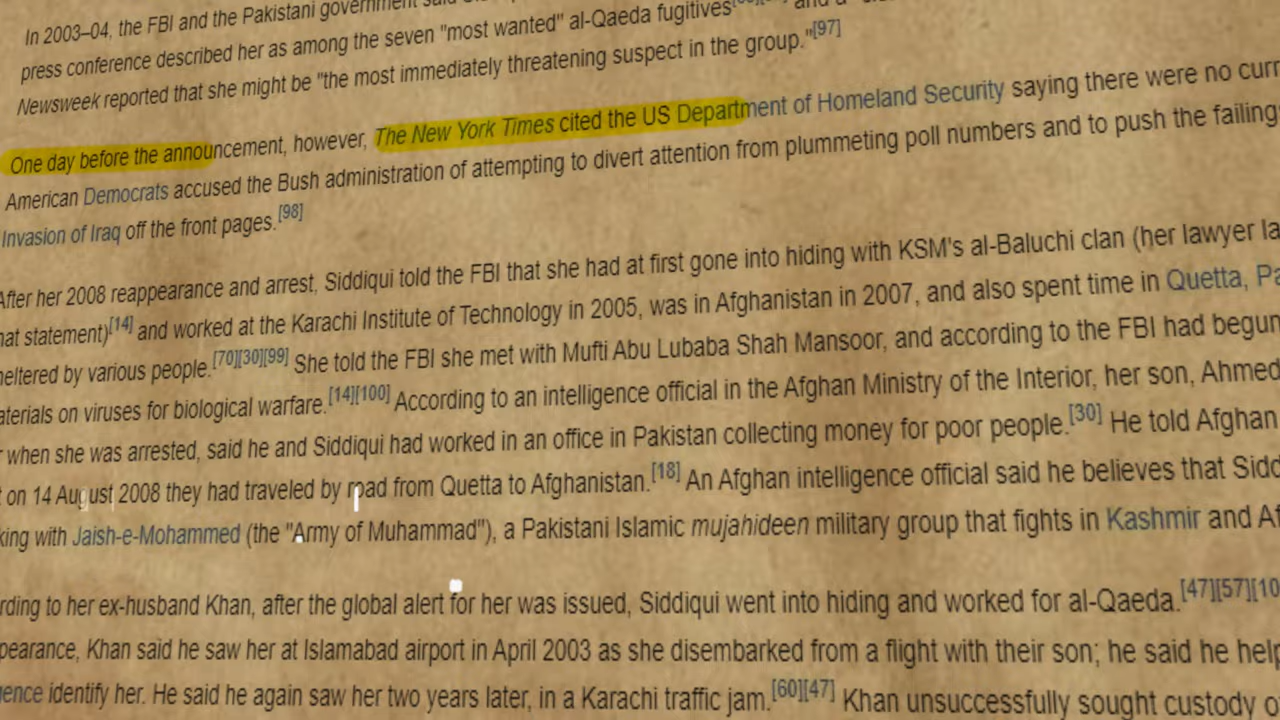 In 2003–04, the FBI and the Pakistani government said
press conference described her as among the seven "most wanted" al-Qaeda fugitives and a
Newsweek reported that she might be "the most immediately threatening suspect in the group."[97]
One day before the announcement, however, The New York Times cited the US Department of Homeland Security saying there were no curr
American Democrats accused the Bush administration of attempting to divert attention from plummeting poll numbers and to push the failing
Invasion of Iraq off the front pages.[98]
After her 2008 reappearance and arrest, Siddiqui told the FBI that she had at first gone into hiding with KSM's al-Baluchi clan (her lawyer la
hat statement)[14] and worked at the Karachi Institute of Technology in 2005, was in Afghanistan in 2007, and also spent time in Quetta, Pa
heltered by various people.[70][30][99] She told the FBI she met with Mufti Abu Lubaba Shah Mansoor, and according to the FBI had begun
aterials on viruses for biological warfare.[14][100] According to an intelligence official in the Afghan Ministry of the Interior, her son, Ahmed
when she was arrested, said he and Siddiqui had worked in an office in Pakistan collecting money for poor people.[30] He told Afghan
t on 14 August 2008 they had traveled by road from Quetta to Afghanistan.[18] An Afghan intelligence official said he believes that Sidd
king with Jaish-e-Mohammed (the "Army of Muhammad"), a Pakistani Islamic mujahideen military group that fights in Kashmir and Af
rding to her ex-husband Khan, after the global alert for her was issued, Siddiqui went into hiding and worked for al-Qaeda.[47][57][10
pearance, Khan said he saw her at Islamabad airport in April 2003 as she disembarked from a flight with their son; he said he help
ence identify her. He said he again saw her two years later, in a Karachi traffic jam.[60][47] Khan unsuccessfully sought custody o